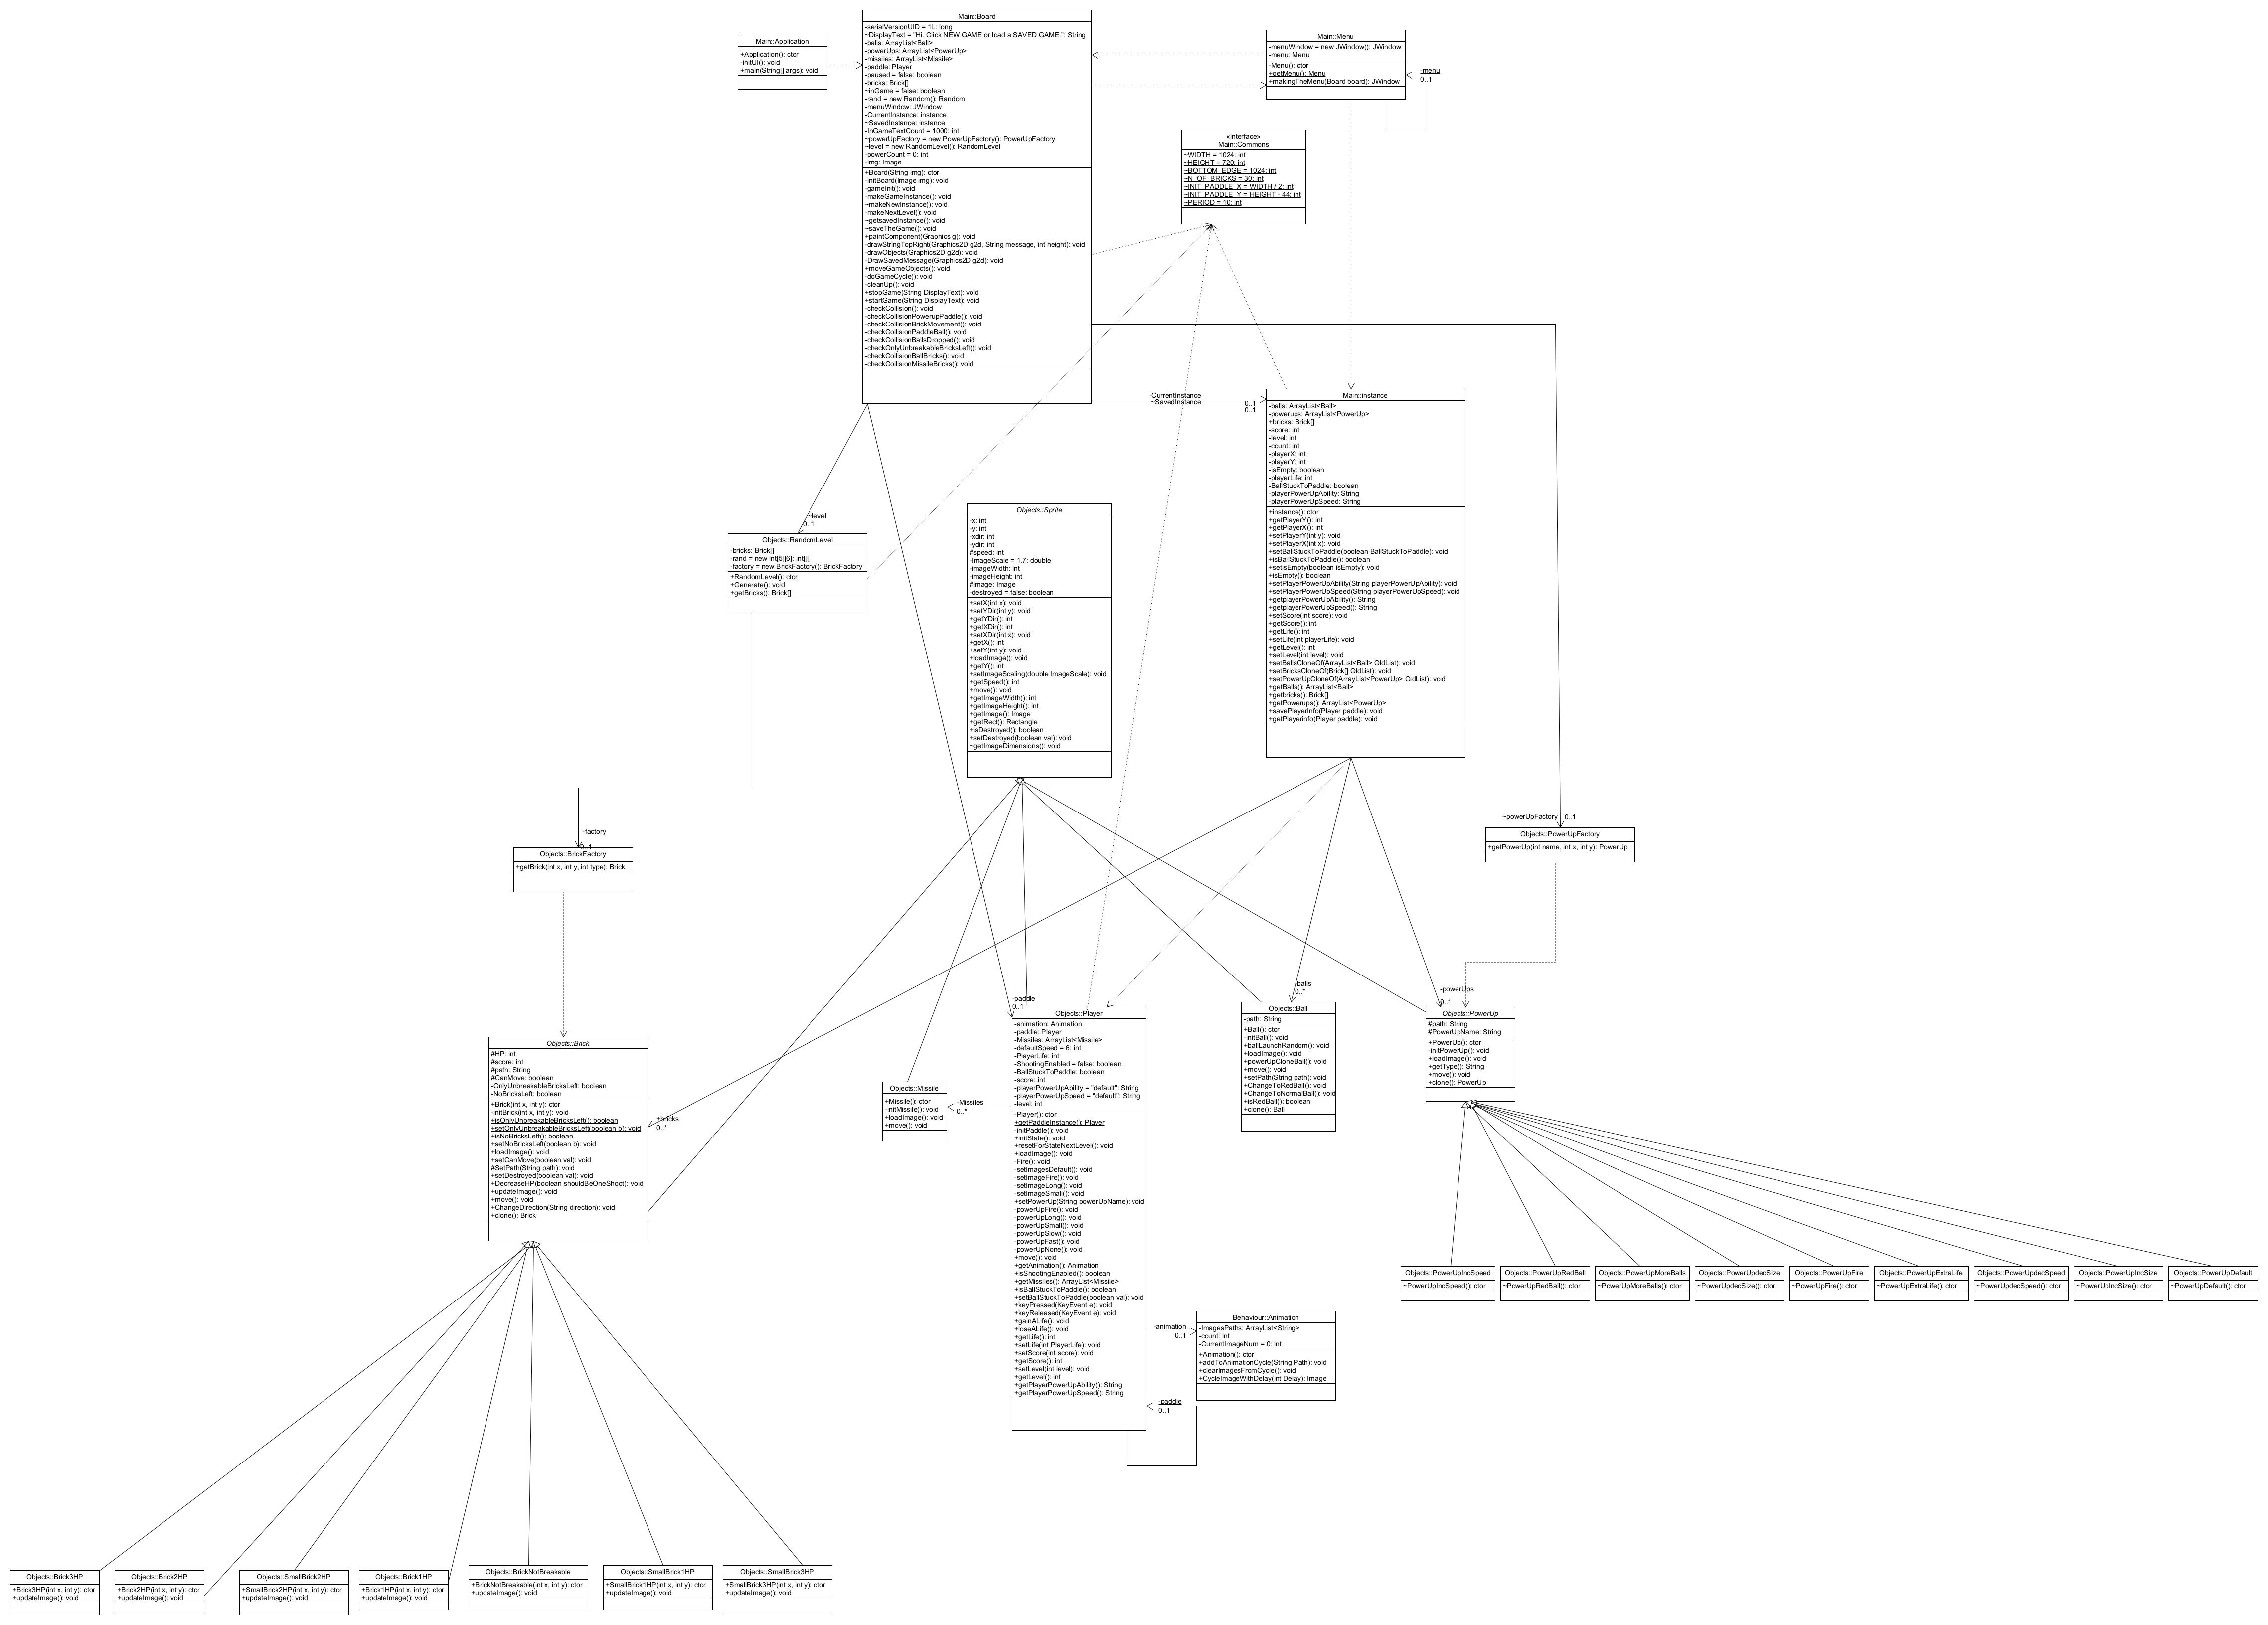 Main::Application
+Application(): ctor
-initUI(): void
+main(String[] args): void
Main::Board
-serialVersionUID = 1L: long
~DisplayText = "Hi. Click NEW GAME or load a SAVED GAME.": String
-balls: ArrayList<Ball>
-powerUps: ArrayList<PowerUp>
-missiles: ArrayList<Missile>
-paddle: Player
-paused = false: boolean
-bricks: Brick[]
~inGame = false: boolean
-rand = new Random(): Random
-menuWindow: JWindow
-CurrentInstance: instance
~SavedInstance: instance
-InGameTextCount = 1000: int
~powerUpFactory = new PowerUpFactory(): PowerUpFactory
~level = new RandomLevel(): RandomLevel
-powerCount = 0: int
-img: Image
+Board(String img): ctor
-initBoard(Image img): void
-gameInit(): void
-makeGameInstance(): void
~makeNewInstance(): void
-makeNextLevel(): void
~getsavedInstance(): void
~saveTheGame(): void
+paintComponent(Graphics g): void
-drawStringTopRight(Graphics2D g2d, String message, int height): void
-drawObjects(Graphics2D g2d): void
-DrawSavedMessage(Graphics2D g2d): void
+moveGameObjects(): void
-doGameCycle(): void
-cleanUp(): void
+stopGame(String DisplayText): void
+startGame(String DisplayText): void
-checkCollision(): void
-checkCollisionPowerupPaddle(): void
-checkCollisionBrickMovement(): void
-checkCollisionPaddleBall(): void
-checkCollisionBallsDropped(): void
-checkOnlyUnbreakableBricksLeft(): void
-checkCollisionBallBricks(): void
-checkCollisionMissileBricks(): void
Main::Menu
-menuWindow = new JWindow(): JWindow
-menu: Menu
-Menu(): ctor
+getMenu(): Menu
+makingTheMenu(Board board): JWindow
-menu
0..1
«interface»
Main::Commons
~WIDTH = 1024: int
~HEIGHT = 720: int
~BOTTOM_EDGE = 1024: int
~N_OF_BRICKS = 30: int
~INIT_PADDLE_X = WIDTH / 2: int
~INIT_PADDLE_Y = HEIGHT - 44: int
~PERIOD = 10: int
-CurrentInstance
~SavedInstance
0..1
0..1
Main::instance
-balls: ArrayList<Ball>
-powerups: ArrayList<PowerUp>
+bricks: Brick[]
-score: int
-level: int
-count: int
-playerX: int
-playerY: int
-isEmpty: boolean
-playerLife: int
-BallStuckToPaddle: boolean
-playerPowerUpAbility: String
-playerPowerUpSpeed: String
+instance(): ctor
+getPlayerY(): int
+getPlayerX(): int
+setPlayerY(int y): void
+setPlayerX(int x): void
+setBallStuckToPaddle(boolean BallStuckToPaddle): void
+isBallStuckToPaddle(): boolean
+setisEmpty(boolean isEmpty): void
+isEmpty(): boolean
+setPlayerPowerUpAbility(String playerPowerUpAbility): void
+setPlayerPowerUpSpeed(String playerPowerUpSpeed): void
+getplayerPowerUpAbility(): String
+getplayerPowerUpSpeed(): String
+setScore(int score): void
+getScore(): int
+getLife(): int
+setLife(int playerLife): void
+getLevel(): int
+setLevel(int level): void
+setBallsCloneOf(ArrayList<Ball> OldList): void
+setBricksCloneOf(Brick[] OldList): void
+setPowerUpCloneOf(ArrayList<PowerUp> OldList): void
+getBalls(): ArrayList<Ball>
+getbricks(): Brick[]
+getPowerups(): ArrayList<PowerUp>
+savePlayerInfo(Player paddle): void
+getPlayerinfo(Player paddle): void
~level
0..1
Objects::RandomLevel
-bricks: Brick[]
-rand = new int[5][6]: int[][]
-factory = new BrickFactory(): BrickFactory
+RandomLevel(): ctor
+Generate(): void
+getBricks(): Brick[]
Objects::Sprite
-x: int
-y: int
-xdir: int
-ydir: int
#speed: int
-ImageScale = 1.7: double
-imageWidth: int
-imageHeight: int
#image: Image
-destroyed = false: boolean
+setX(int x): void
+setYDir(int y): void
+getYDir(): int
+getXDir(): int
+setXDir(int x): void
+getX(): int
+setY(int y): void
+loadImage(): void
+getY(): int
+setImageScaling(double ImageScale): void
+getSpeed(): int
+move(): void
+getImageWidth(): int
+getImageHeight(): int
+getImage(): Image
+getRect(): Rectangle
+isDestroyed(): boolean
+setDestroyed(boolean val): void
~getImageDimensions(): void
-factory
0..1
Objects::BrickFactory
+getBrick(int x, int y, int type): Brick
~powerUpFactory
0..1
Objects::PowerUpFactory
+getPowerUp(int name, int x, int y): PowerUp
Objects::Brick
#HP: int
#score: int
#path: String
#CanMove: boolean
-OnlyUnbreakableBricksLeft: boolean
-NoBricksLeft: boolean
+Brick(int x, int y): ctor
-initBrick(int x, int y): void
+isOnlyUnbreakableBricksLeft(): boolean
+setOnlyUnbreakableBricksLeft(boolean b): void
+isNoBricksLeft(): boolean
+setNoBricksLeft(boolean b): void
+loadImage(): void
+setCanMove(boolean val): void
#SetPath(String path): void
+setDestroyed(boolean val): void
+DecreaseHP(boolean shouldBeOneShoot): void
+updateImage(): void
+move(): void
+ChangeDirection(String direction): void
+clone(): Brick
+bricks
0..*
Objects::Missile
+Missile(): ctor
-initMissile(): void
+loadImage(): void
+move(): void
-Missiles
0..*
-paddle
0..1
Objects::Player
-animation: Animation
-paddle: Player
-Missiles: ArrayList<Missile>
-defaultSpeed = 6: int
-PlayerLife: int
-ShootingEnabled = false: boolean
-BallStuckToPaddle: boolean
-score: int
-playerPowerUpAbility = "default": String
-playerPowerUpSpeed = "default": String
-level: int
-Player(): ctor
+getPaddleInstance(): Player
-initPaddle(): void
+initState(): void
+resetForStateNextLevel(): void
+loadImage(): void
-Fire(): void
-setImagesDefault(): void
-setImageFire(): void
-setImageLong(): void
-setImageSmall(): void
+setPowerUp(String powerUpName): void
-powerUpFire(): void
-powerUpLong(): void
-powerUpSmall(): void
-powerUpSlow(): void
-powerUpFast(): void
-powerUpNone(): void
+move(): void
+getAnimation(): Animation
+isShootingEnabled(): boolean
+getMissiles(): ArrayList<Missile>
+isBallStuckToPaddle(): boolean
+setBallStuckToPaddle(boolean val): void
+keyPressed(KeyEvent e): void
+keyReleased(KeyEvent e): void
+gainALife(): void
+loseALife(): void
+getLife(): int
+setLife(int PlayerLife): void
+setScore(int score): void
+getScore(): int
+setLevel(int level): void
+getLevel(): int
+getPlayerPowerUpAbility(): String
+getPlayerPowerUpSpeed(): String
-balls
0..*
Objects::Ball
-path: String
+Ball(): ctor
-initBall(): void
+ballLaunchRandom(): void
+loadImage(): void
+powerUpCloneBall(): void
+move(): void
+setPath(String path): void
+ChangeToRedBall(): void
+ChangeToNormalBall(): void
+isRedBall(): boolean
+clone(): Ball
-powerUps
0..*
Objects::PowerUp
#path: String
#PowerUpName: String
+PowerUp(): ctor
-initPowerUp(): void
+loadImage(): void
+getType(): String
+move(): void
+clone(): PowerUp
Objects::PowerUpIncSpeed
~PowerUpIncSpeed(): ctor
Objects::PowerUpRedBall
~PowerUpRedBall(): ctor
Objects::PowerUpMoreBalls
~PowerUpMoreBalls(): ctor
Objects::PowerUpdecSize
~PowerUpdecSize(): ctor
Objects::PowerUpFire
~PowerUpFire(): ctor
Objects::PowerUpExtraLife
~PowerUpExtraLife(): ctor
Objects::PowerUpdecSpeed
~PowerUpdecSpeed(): ctor
Objects::PowerUpIncSize
~PowerUpIncSize(): ctor
Objects::PowerUpDefault
~PowerUpDefault(): ctor
-animation
0..1
Behaviour::Animation
-ImagesPaths: ArrayList<String>
-count: int
-CurrentImageNum = 0: int
+Animation(): ctor
+addToAnimationCycle(String Path): void
+clearImagesFromCycle(): void
+CycleImageWithDelay(int Delay): Image
-paddle
0..1
Objects::Brick3HP
+Brick3HP(int x, int y): ctor
+updateImage(): void
Objects::Brick2HP
+Brick2HP(int x, int y): ctor
+updateImage(): void
Objects::SmallBrick2HP
+SmallBrick2HP(int x, int y): ctor
+updateImage(): void
Objects::Brick1HP
+Brick1HP(int x, int y): ctor
+updateImage(): void
Objects::BrickNotBreakable
+BrickNotBreakable(int x, int y): ctor
+updateImage(): void
Objects::SmallBrick1HP
+SmallBrick1HP(int x, int y): ctor
+updateImage(): void
Objects::SmallBrick3HP
+SmallBrick3HP(int x, int y): ctor
+updateImage(): void